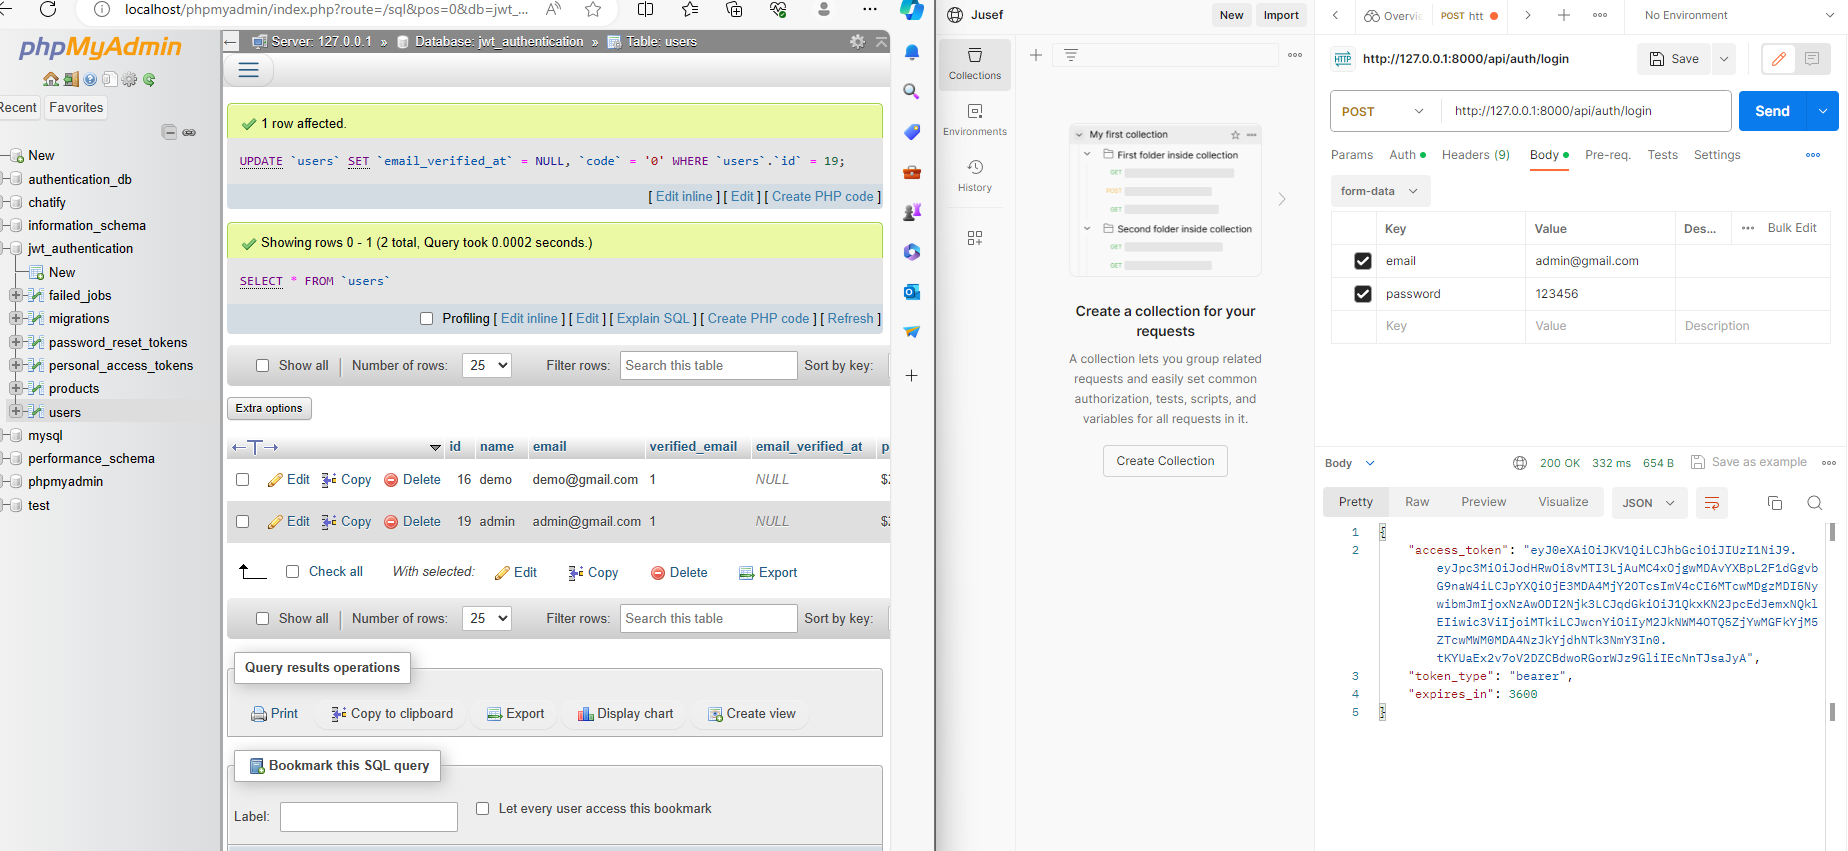 localhost/phpmyadmin/index.php?route=/sql&pos=0&db=jwt_...
phpMyAdmin
Recent
Favorites
New
authentication_db
chatify
information_schema
jwt_authentication
New
failed_jobs
migrations
password_reset_tokens
personal_access_tokens
products
users
mysql
performance_schema
phpmyadmin
test
Server: 127.0.0.1 » Database: jwt_authentication » Table: users
1 row affected.
UPDATE `users` SET `email_verified_at` = NULL, `code` = '0' WHERE `users`.`id` = 19;
[ Edit inline ] [ Edit ] [ Create PHP code ]
Showing rows 0 - 1 (2 total, Query took 0.0002 seconds.)
SELECT * FROM `users`
Profiling [ Edit inline ] [ Edit ] [ Explain SQL ] [ Create PHP code ] [ Refresh ]
Show all
Number of rows: 25
Filter rows: Search this table
Sort by key:
Extra options
id name email verified_email email_verified_at p
Edit Copy Delete 16 demo demo@gmail.com 1 NULL $2
Edit Copy Delete 19 admin admin@gmail.com 1 NULL $2
Check all With selected: Edit Copy Delete Export
Show all
Number of rows: 25
Filter rows: Search this table
Sort by key:
Query results operations
Print Copy to clipboard Export Display chart Create view
Bookmark this SQL query
Label:
Let every user access this bookmark
Jusef
New
Import
Collections
Environments
History
My first collection
First folder inside collection
GET
POST
GET
Second folder inside collection
GET
GET
Create a collection for your
requests
A collection lets you group related
requests and easily set common
authorization, tests, scripts, and
variables for all requests in it.
Create Collection
Overvi
POST htt
No Environment
HTTP http://127.0.0.1:8000/api/auth/login
Save
POST http://127.0.0.1:8000/api/auth/login
Send
Params Auth Headers (9) Body Pre-req. Tests Settings
form-data
Key Value Des... Bulk Edit
email admin@gmail.com
password 123456
Key Value Description
Body 200 OK 332 ms 654 B Save as example
Pretty Raw Preview Visualize JSON
1 {
2 "access_token": "eyJ0eXAiOiJKV1QiLCJhbGciOiJIUzI1NiJ9.
eyJpc3MiOiJodHRwOi8vMTI3LjAuMC4xOjgwMDAvYXBpL2F1dGgvb
G9naW4iLCJpYXQiOjE3MDA4MjY2OTcsImV4cCI6MTcwMDgzMDI5Ny
wibmJmIjoxNzAwODI2Njk3LCJqdGkiOiJ1QkxKN2JpcEdJemxNQkl
EIiwic3ViIjoiMTkiLCJwcnYiOiIyM2JkNWM4OTQ5ZjYwMGFkYjM5
ZTcwMWM0MDA4NzJkYjdhNTk3NmY3In0.
tKYUaEx2v7oV2DZCBdwoRGorWJz9GliIEcNnTJsaJyA",
3 "token_type": "bearer",
4 "expires_in": 3600
5 }